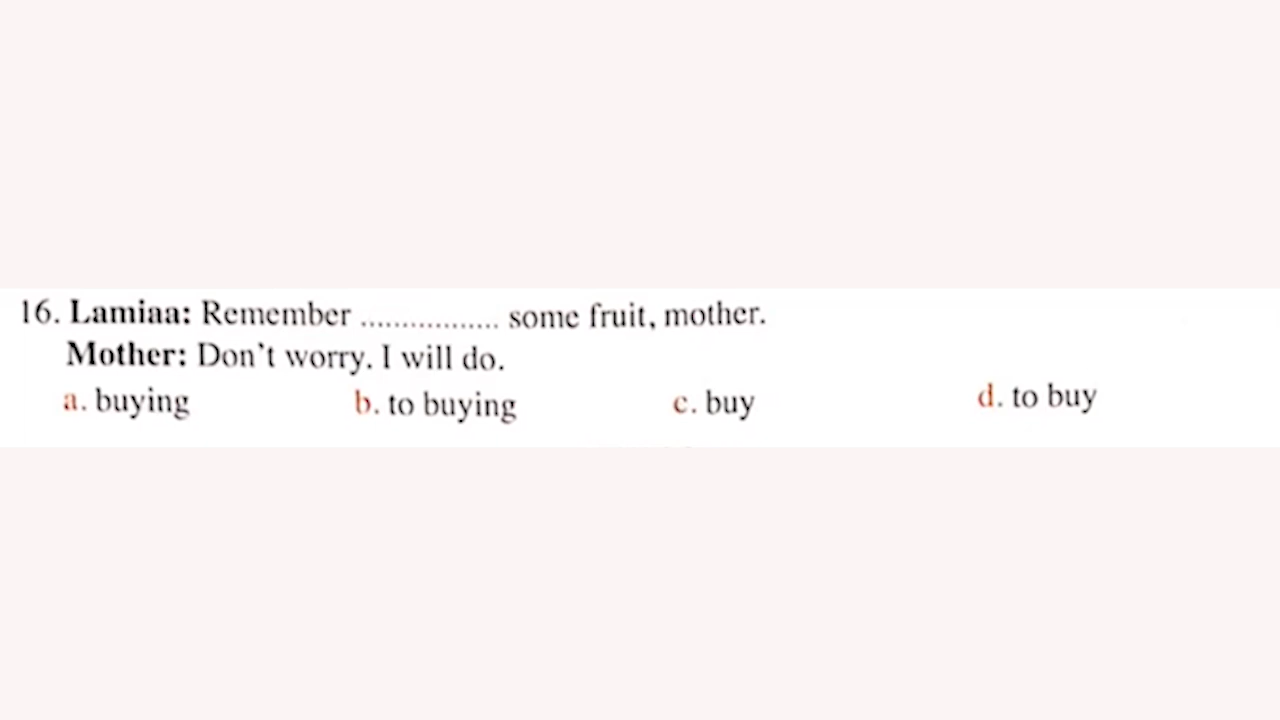 16. Lamiaa: Remember ................. some fruit, mother.
Mother: Don't worry. I will do.
a. buying b. to buying c. buy d. to buy